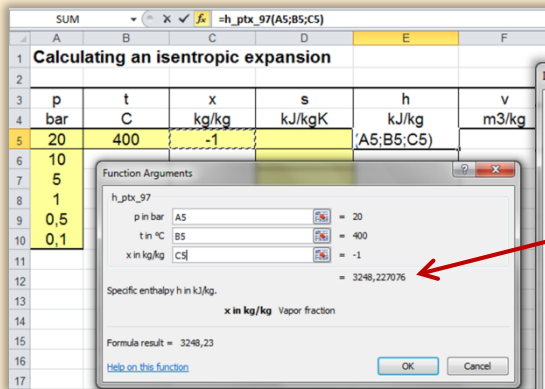 SUM =h_ptx_97(A5;B5;C5)
A B C D E F
1 Calculating an isentropic expansion
2
3 p t x s h v
4 bar C kg/kg kJ/kgK kJ/kg m3/kg
5 20 400 -1 (A5;B5;C5)
6 10
7 5
8 1
9 0,5
10 0,1
11
12
13
14
15
16
17
Function Arguments
h_ptx_97
p in bar A5 = 20
t in °C B5 = 400
x in kg/kg C5 = -1
= 3248,227076
Specific enthalpy h in kJ/kg.
x in kg/kg Vapor fraction
Formula result = 3248,23
Help on this function OK Cancel